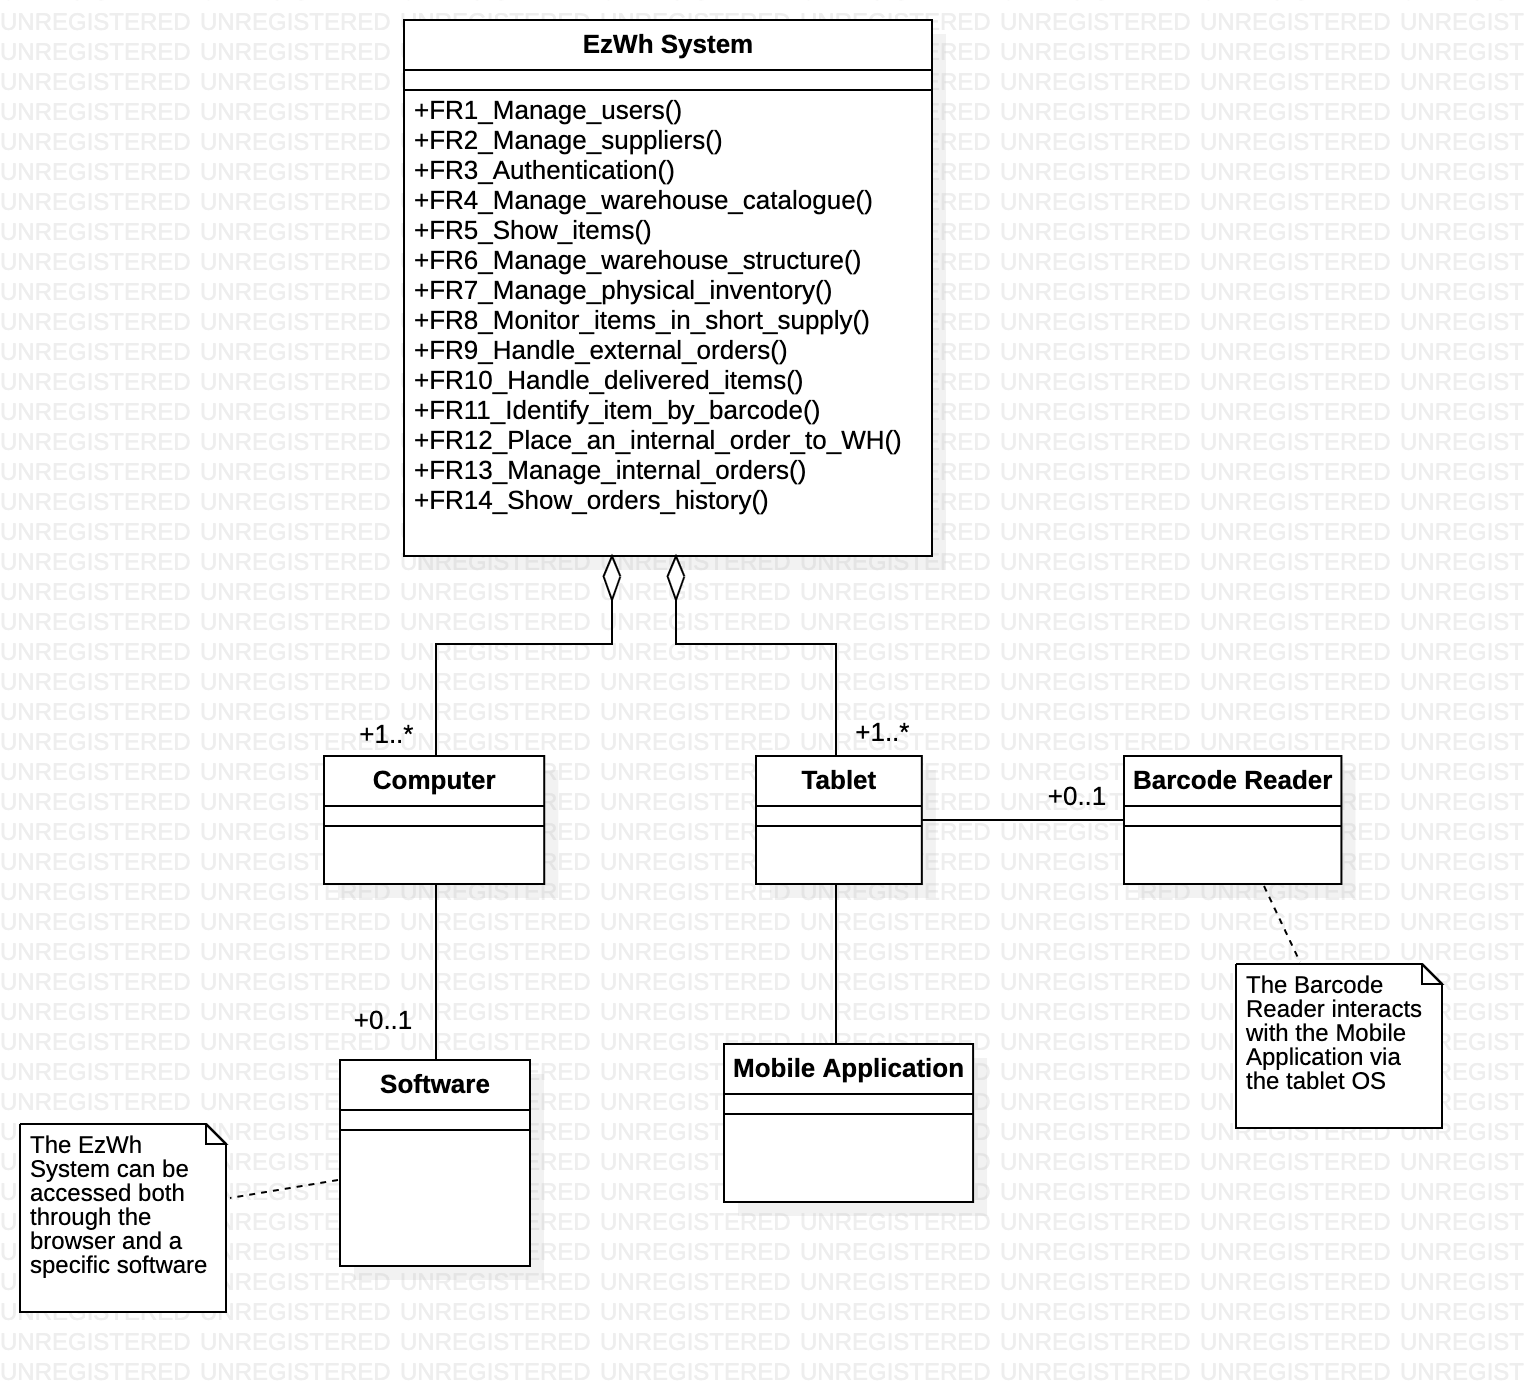 EzWh System
+FR1_Manage_users()
+FR2_Manage_suppliers()
+FR3_Authentication()
+FR4_Manage_warehouse_catalogue()
+FR5_Show_items()
+FR6_Manage_warehouse_structure()
+FR7_Manage_physical_inventory()
+FR8_Monitor_items_in_short_supply()
+FR9_Handle_external_orders()
+FR10_Handle_delivered_items()
+FR11_Identify_item_by_barcode()
+FR12_Place_an_internal_order_to_WH()
+FR13_Manage_internal_orders()
+FR14_Show_orders_history()
+1..*
+1..*
Computer
Tablet
+0..1
Barcode Reader
The Barcode
Reader interacts
with the Mobile
Application via
the tablet OS
+0..1
Software
Mobile Application
The EzWh
System can be
accessed both
through the
browser and a
specific software
UNREGISTERED